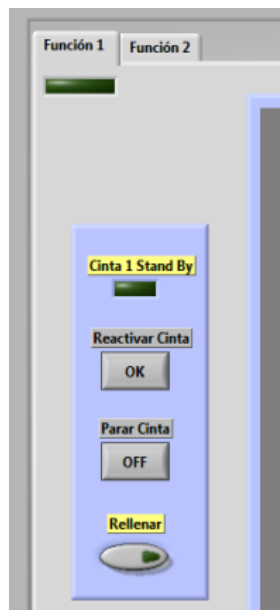 Función 1
Función 2
Cinta 1 Stand By
Reactivar Cinta
OK
Parar Cinta
OFF
Rellenar